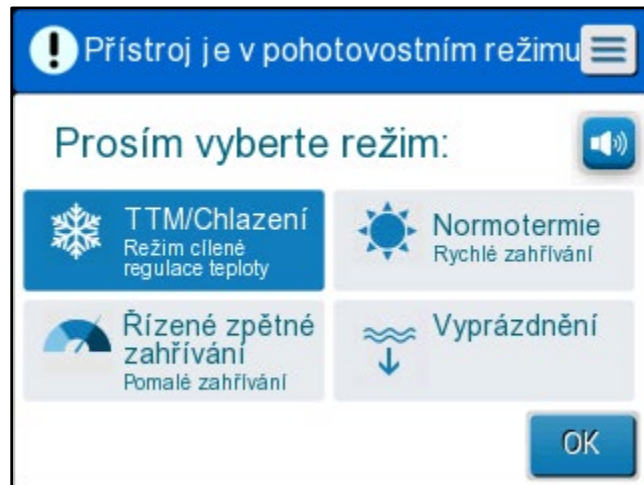 Přístroj je v pohotovostním režimu
Prosím vyberte režim:
TTM/Chlazení
Režim cílené
regulace teploty
Normotermie
Rychlé zahřívání
Řízené zpětné
zahřívání
Pomalé zahřívání
Vyprázdnění
OK